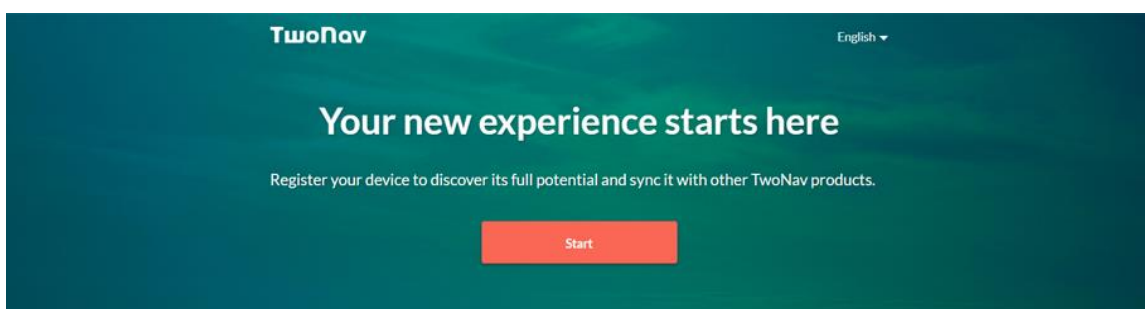 TwoNav
English
Your new experience starts here
Register your device to discover its full potential and sync it with other TwoNav products.
Start